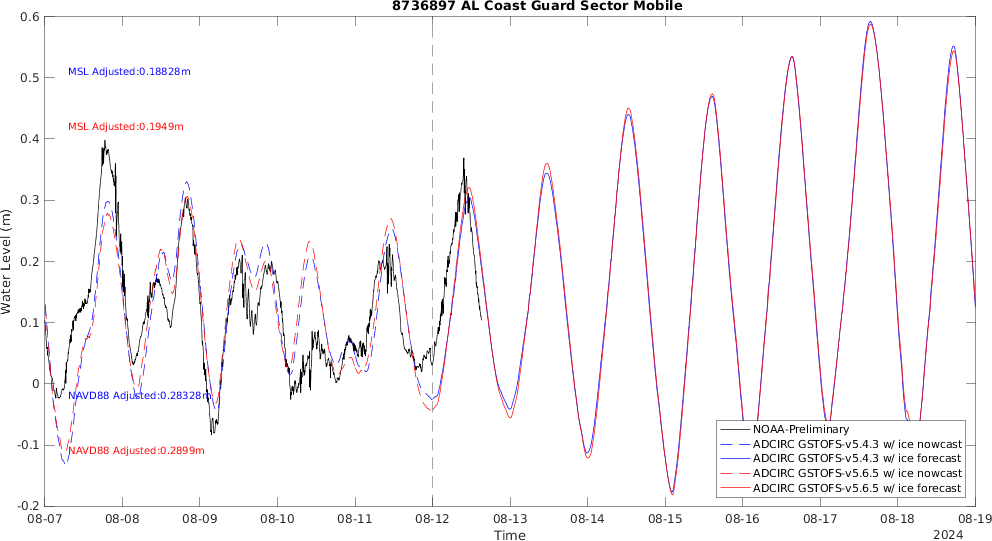 8736897 AL Coast Guard Sector Mobile
0.6
0.5
0.4
0.3
0.2
0.1
0
-0.1
-0.2
Water Level (m)
MSL Adjusted:0.18828m
MSL Adjusted:0.1949m
NAVD88 Adjusted:0.28328m
NAVD88 Adjusted:0.2899m
NOAA-Preliminary
ADCIRC GSTOFS-v5.4.3 w/ ice nowcast
ADCIRC GSTOFS-v5.4.3 w/ ice forecast
ADCIRC GSTOFS-v5.6.5 w/ ice nowcast
ADCIRC GSTOFS-v5.6.5 w/ ice forecast
08-07 08-08 08-09 08-10 08-11 08-12 08-13 08-14 08-15 08-16 08-17 08-18 08-19
Time
2024